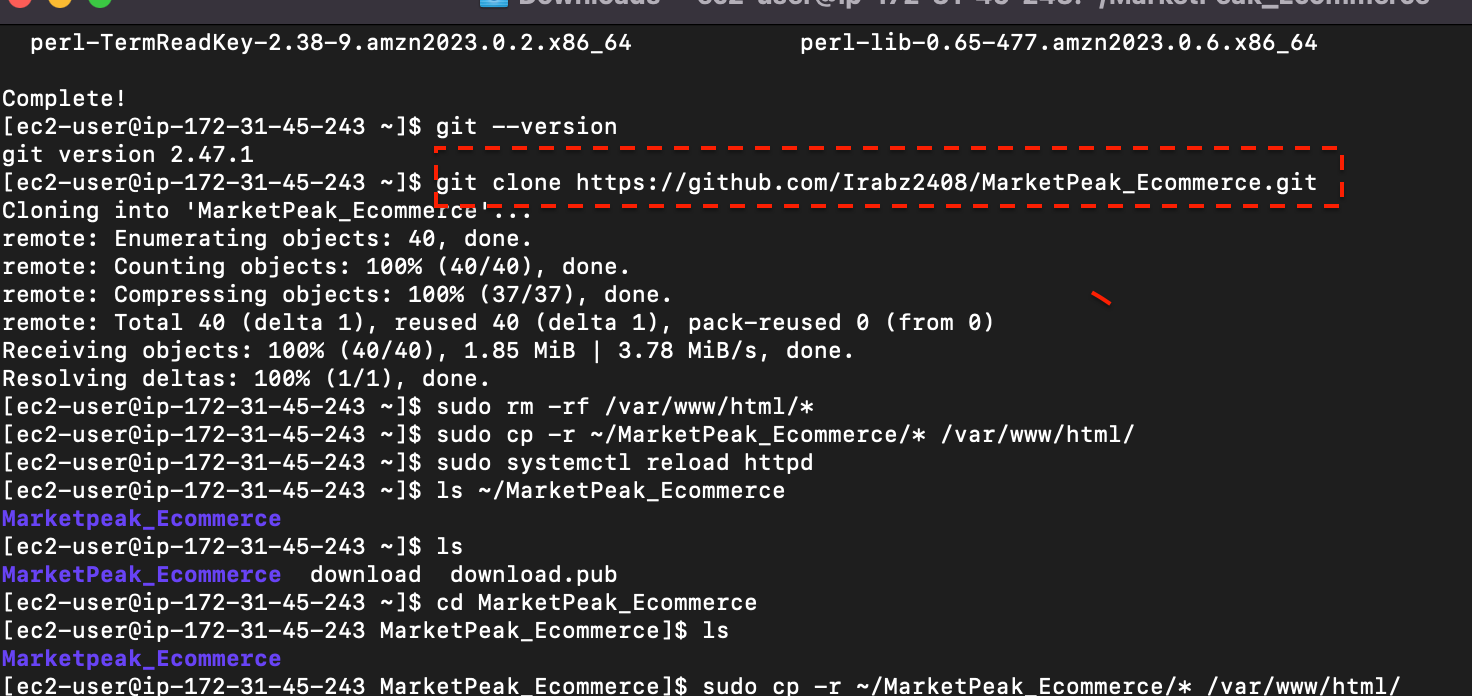 Downloads — ec2-user@ip-172-31-45-243:~/MarketPeak_Ecommerce
perl-TermReadKey-2.38-9.amzn2023.0.2.x86_64 perl-lib-0.65-477.amzn2023.0.6.x86_64
Complete!
[ec2-user@ip-172-31-45-243 ~]$ git --version
git version 2.47.1
[ec2-user@ip-172-31-45-243 ~]$ git clone https://github.com/Irabz2408/MarketPeak_Ecommerce.git
Cloning into 'MarketPeak_Ecommerce'...
remote: Enumerating objects: 40, done.
remote: Counting objects: 100% (40/40), done.
remote: Compressing objects: 100% (37/37), done.
remote: Total 40 (delta 1), reused 40 (delta 1), pack-reused 0 (from 0)
Receiving objects: 100% (40/40), 1.85 MiB | 3.78 MiB/s, done.
Resolving deltas: 100% (1/1), done.
[ec2-user@ip-172-31-45-243 ~]$ sudo rm -rf /var/www/html/*
[ec2-user@ip-172-31-45-243 ~]$ sudo cp -r ~/MarketPeak_Ecommerce/* /var/www/html/
[ec2-user@ip-172-31-45-243 ~]$ sudo systemctl reload httpd
[ec2-user@ip-172-31-45-243 ~]$ ls ~/MarketPeak_Ecommerce
Marketpeak_Ecommerce
[ec2-user@ip-172-31-45-243 ~]$ ls
MarketPeak_Ecommerce download download.pub
[ec2-user@ip-172-31-45-243 ~]$ cd MarketPeak_Ecommerce
[ec2-user@ip-172-31-45-243 MarketPeak_Ecommerce]$ ls
Marketpeak_Ecommerce
[ec2-user@ip-172-31-45-243 MarketPeak_Ecommerce]$ sudo cp -r ~/MarketPeak_Ecommerce/* /var/www/html/